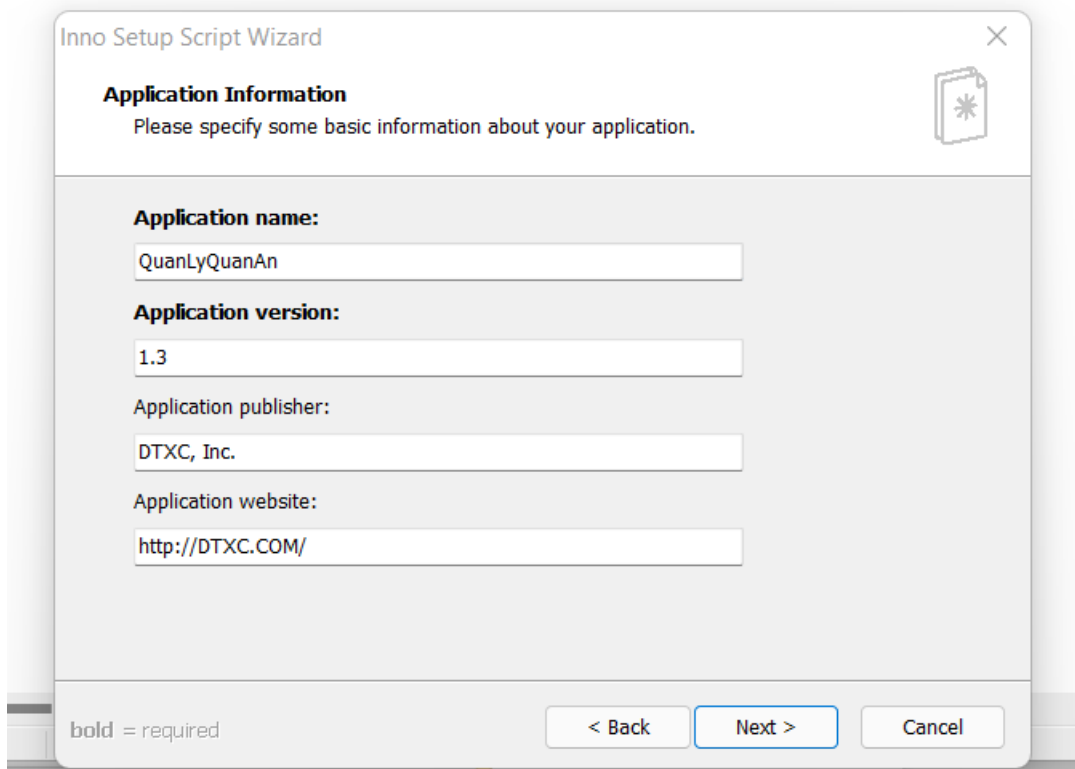 Inno Setup Script Wizard
Application Information
Please specify some basic information about your application.
Application name:
QuanLyQuanAn
Application version:
1.3
Application publisher:
DTXC, Inc.
Application website:
http://DTXC.COM/
bold = required
< Back
Next >
Cancel